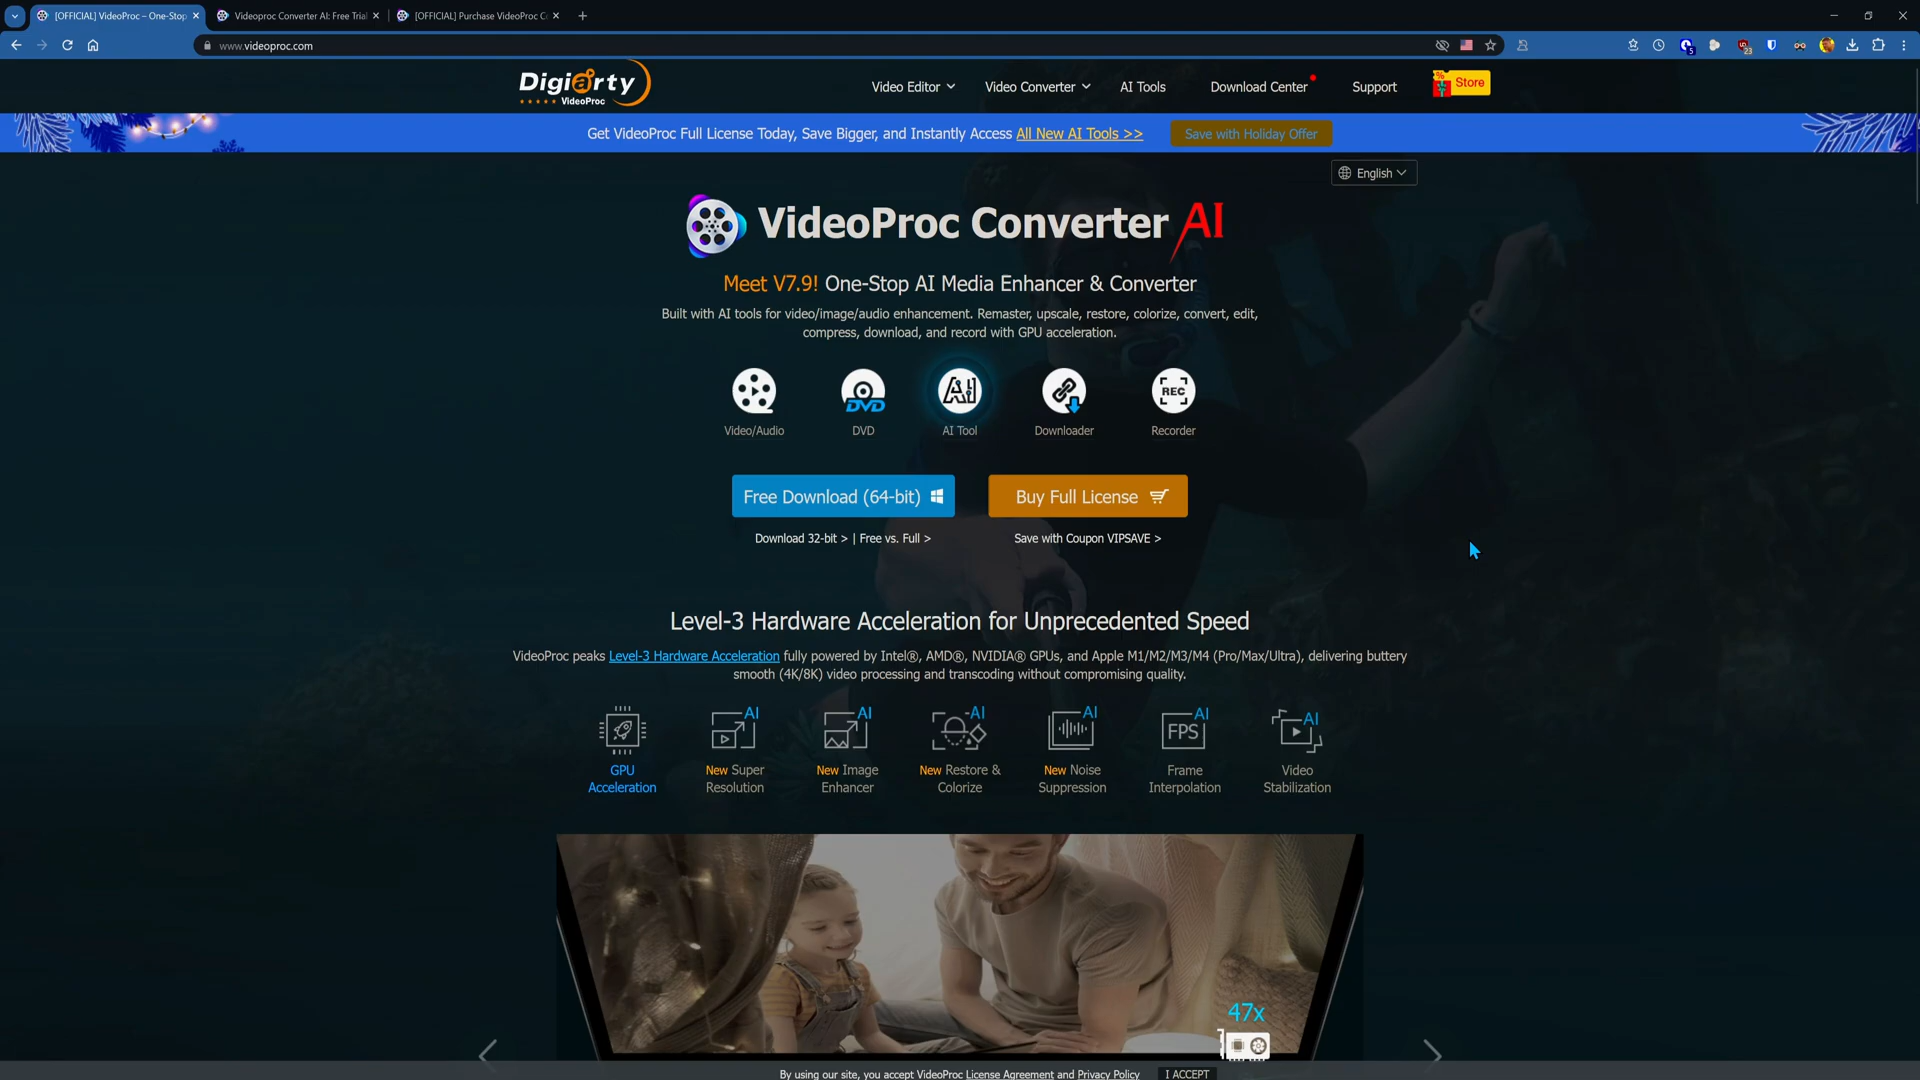 [OFFICIAL] VideoProc – One-Stop
Videoproc Converter AI: Free Trial
[OFFICIAL] Purchase VideoProc C
www.videoproc.com
5
23
Digiarty
VideoProc
Video Editor
Video Converter
AI Tools
Download Center
Support
%
Store
Get VideoProc Full License Today, Save Bigger, and Instantly Access All New AI Tools >>
Save with Holiday Offer
English
VideoProc Converter AI
Meet V7.9! One-Stop AI Media Enhancer & Converter
Built with AI tools for video/image/audio enhancement. Remaster, upscale, restore, colorize, convert, edit,
compress, download, and record with GPU acceleration.
DVD
AI
REC
Video/Audio
DVD
AI Tool
Downloader
Recorder
Free Download (64-bit)
Buy Full License
Download 32-bit > | Free vs. Full >
Save with Coupon VIPSAVE >
Level-3 Hardware Acceleration for Unprecedented Speed
VideoProc peaks Level-3 Hardware Acceleration fully powered by Intel®, AMD®, NVIDIA® GPUs, and Apple M1/M2/M3/M4 (Pro/Max/Ultra), delivering buttery
smooth (4K/8K) video processing and transcoding without compromising quality.
AI
AI
AI
AI
AI
AI
FPS
GPU
Acceleration
New Super
Resolution
New Image
Enhancer
New Restore &
Colorize
New Noise
Suppression
Frame
Interpolation
Video
Stabilization
47x
By using our site, you accept VideoProc License Agreement and Privacy Policy
I ACCEPT